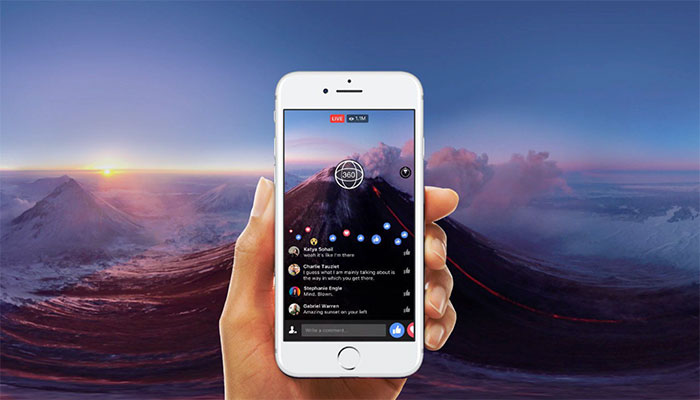 LIVE 1.1M
360
Katya Sohail
woah it's like I'm there
Charlie Tauziet
I guess what I am mainly talking about is
the way in which you get there.
Stephanie Engle
Mind. Blown.
Gabriel Warren
Amazing sunset on your left
Write a comment...